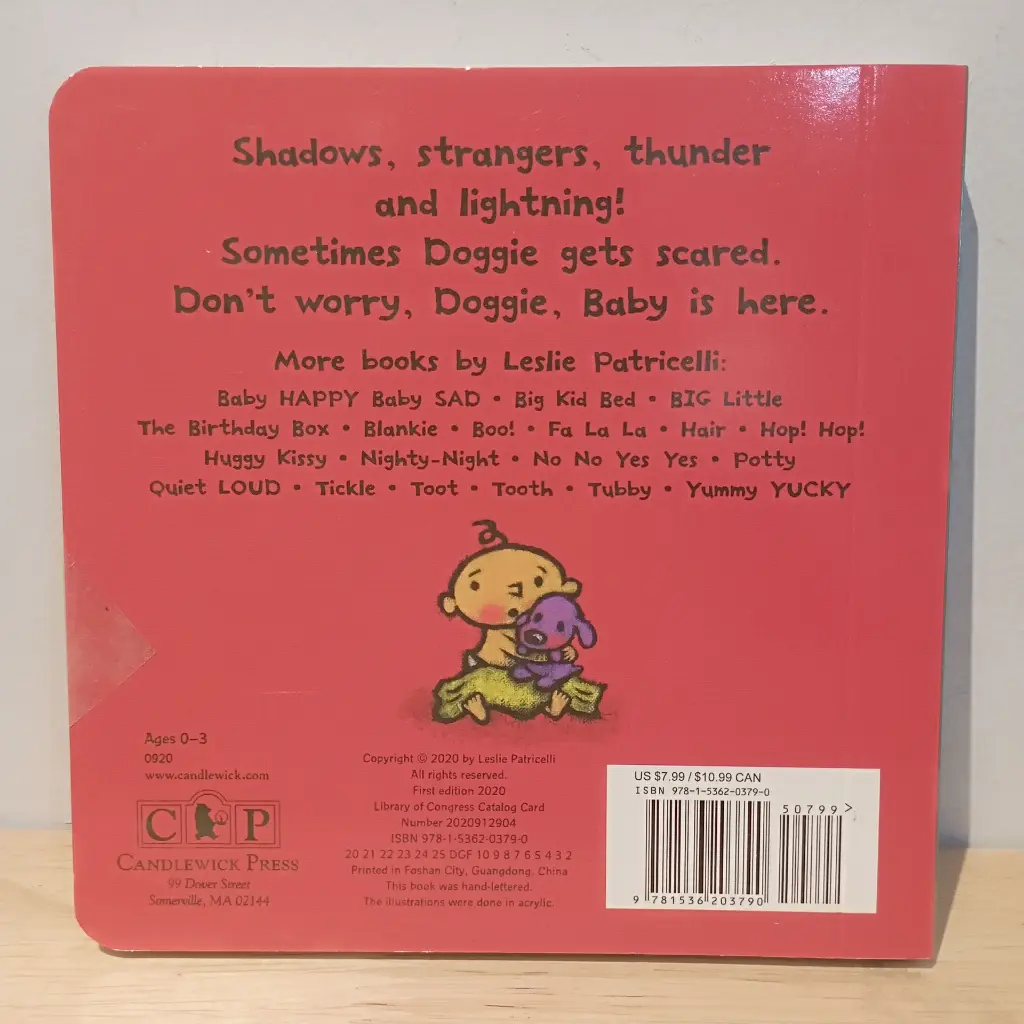 Shadows, strangers, thunder
and lightning!
Sometimes Doggie gets scared.
Don't worry, Doggie, Baby is here.
More books by Leslie Patricelli:
Baby HAPPY Baby SAD • Big Kid Bed • BIG Little
The Birthday Box • Blankie • Boo! • Fa La La • Hair • Hop! Hop!
Huggy Kissy • Nighty-Night • No No Yes Yes • Potty
Quiet LOUD • Tickle • Toot • Tooth • Tubby • Yummy YUCKY
Ages 0–3
0920
www.candlewick.com
C P
CANDLEWICK PRESS
99 Dover Street
Somerville, MA 02144
Copyright © 2020 by Leslie Patricelli
All rights reserved.
First edition 2020
Library of Congress Catalog Card
Number 2020912904
ISBN 978-1-5362-0379-0
20 21 22 23 24 25 DGF 10 9 8 7 6 5 4 3 2
Printed in Foshan City, Guangdong, China
This book was hand-lettered.
The illustrations were done in acrylic.
US $7.99 / $10.99 CAN
ISBN 978-1-5362-0379-0
50799>
9 781536 203790